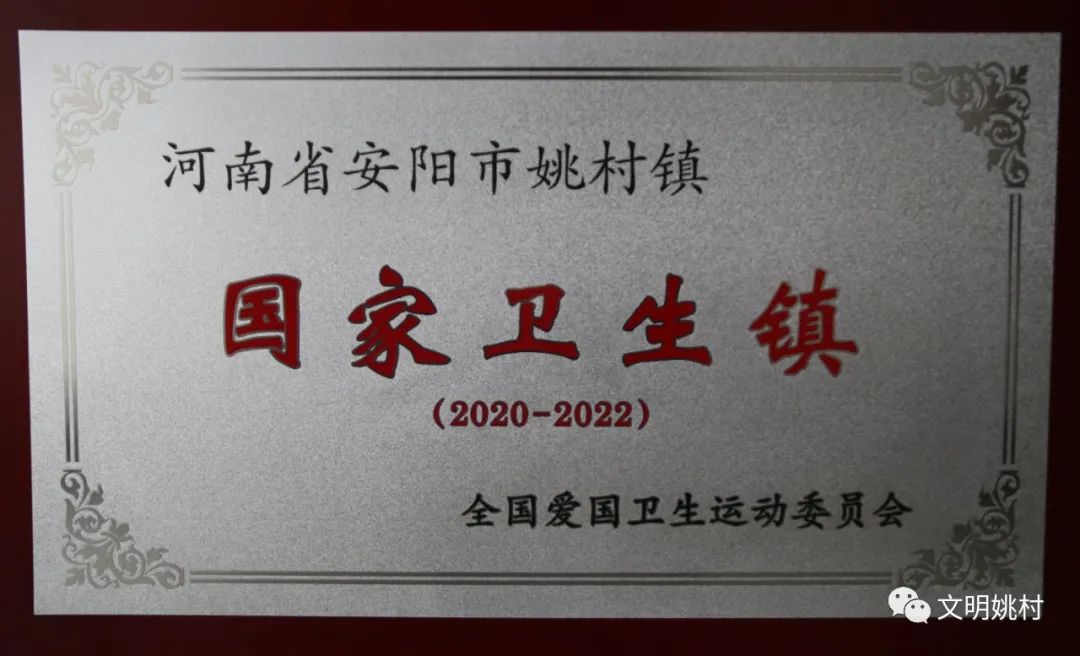 河南省安阳市姚村镇
国家卫生镇
（2020-2022）
全国爱国卫生运动委员会
文明姚村